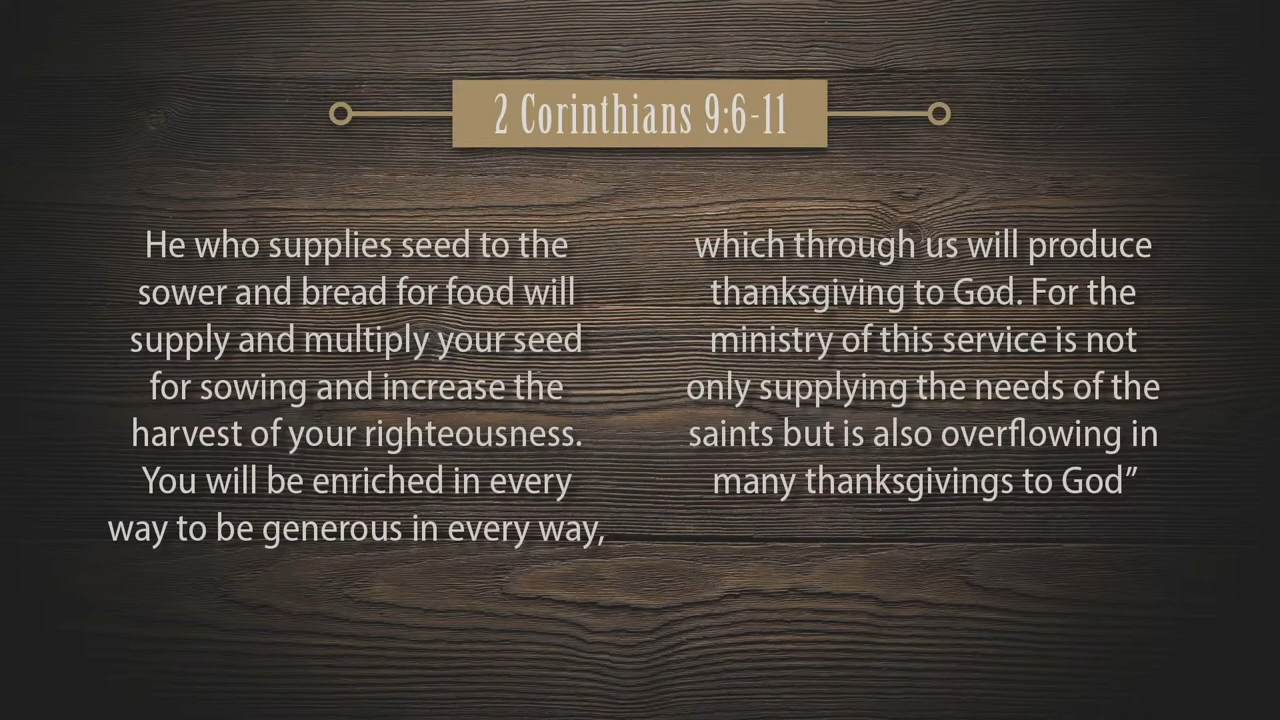 2 Corinthians 9:6-11
He who supplies seed to the
sower and bread for food will
supply and multiply your seed
for sowing and increase the
harvest of your righteousness.
You will be enriched in every
way to be generous in every way,
which through us will produce
thanksgiving to God. For the
ministry of this service is not
only supplying the needs of the
saints but is also overflowing in
many thanksgivings to God”